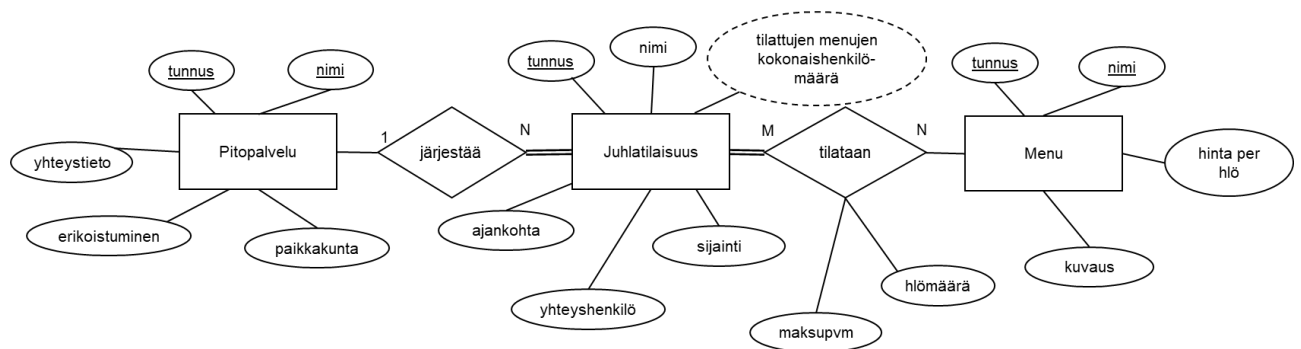 tunnus
nimi
Pitopalvelu
yhteystieto
erikoistuminen
paikkakunta
1
järjestää
N
tunnus
nimi
tilattujen menujen
kokonaishenkilö-
määrä
Juhlatilaisuus
ajankohta
yhteyshenkilö
sijainti
M
tilataan
N
maksupvm
hlömäärä
tunnus
nimi
Menu
hinta per
hlö
kuvaus